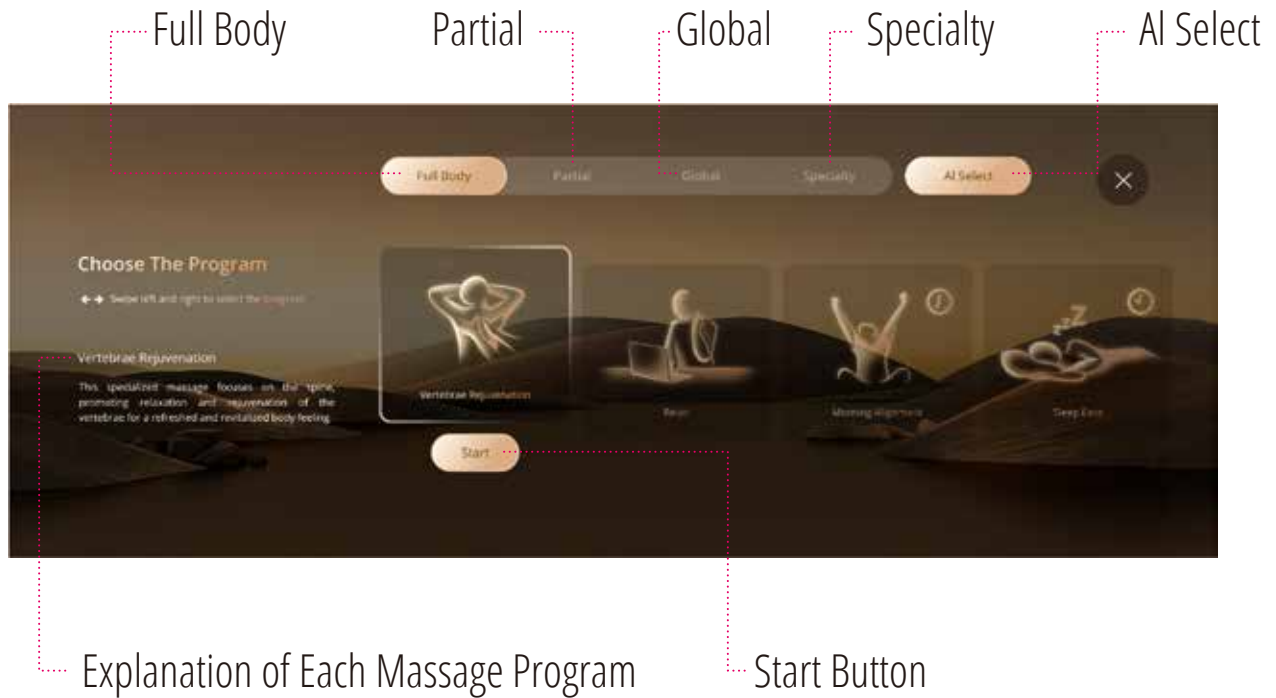 Full Body
Partial
Global
Specialty
AI Select
Full Body
Partial
Global
Specialty
AI Select
Choose The Program
Swipe left and right to select the program
Vertebrae Rejuvenation
This specialized massage focuses on the spine,
promoting relaxation and rejuvenation of the
vertebrae for a refreshed and revitalized body feeling
Vertebrae Rejuvenation
Morning Alignment
Sleep Ease
Start
Explanation of Each Massage Program
Start Button